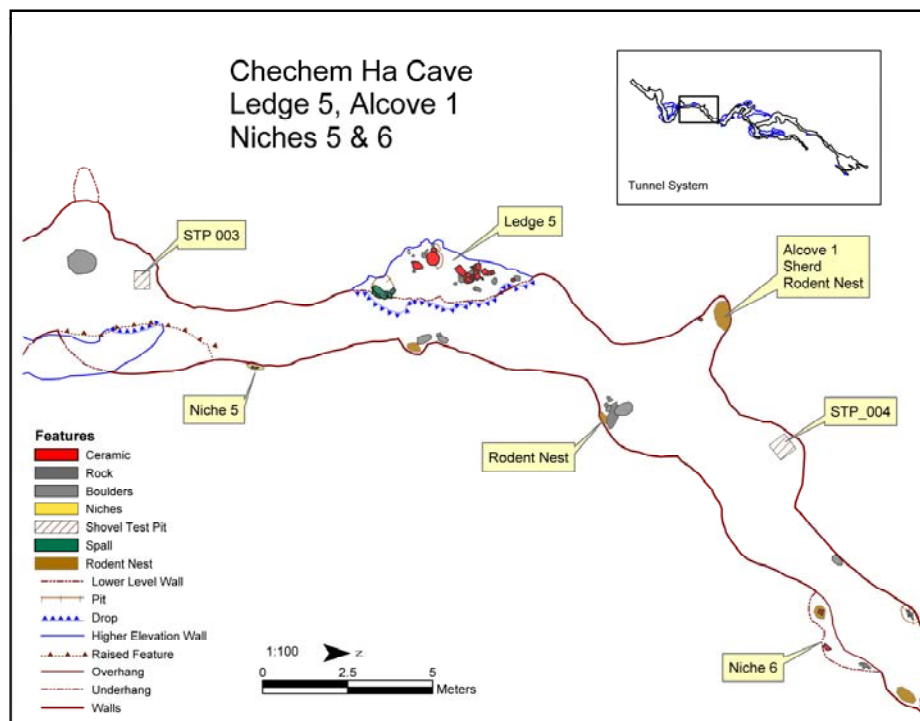 Chechem Ha Cave
Ledge 5, Alcove 1
Niches 5 & 6
Tunnel System
STP 003
Ledge 5
Alcove 1
Sherd
Rodent Nest
Niche 5
Rodent Nest
STP_004
Niche 6
Features
Ceramic
Rock
Boulders
Niches
Shovel Test Pit
Spall
Rodent Nest
Lower Level Wall
Pit
Drop
Higher Elevation Wall
Raised Feature
Overhang
Underhang
Walls
1:100
N
0 2.5 5
Meters